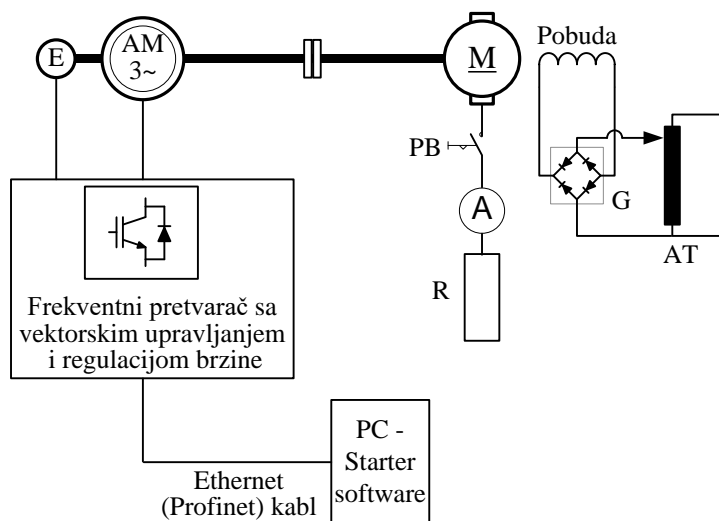 E
AM
3~
M
Pobuda
PB
G
A
AT
R
Frekventni pretvarač sa
vektorskim upravljanjem
i regulacijom brzine
PC -
Starter
software
Ethernet
(Profinet) kabl